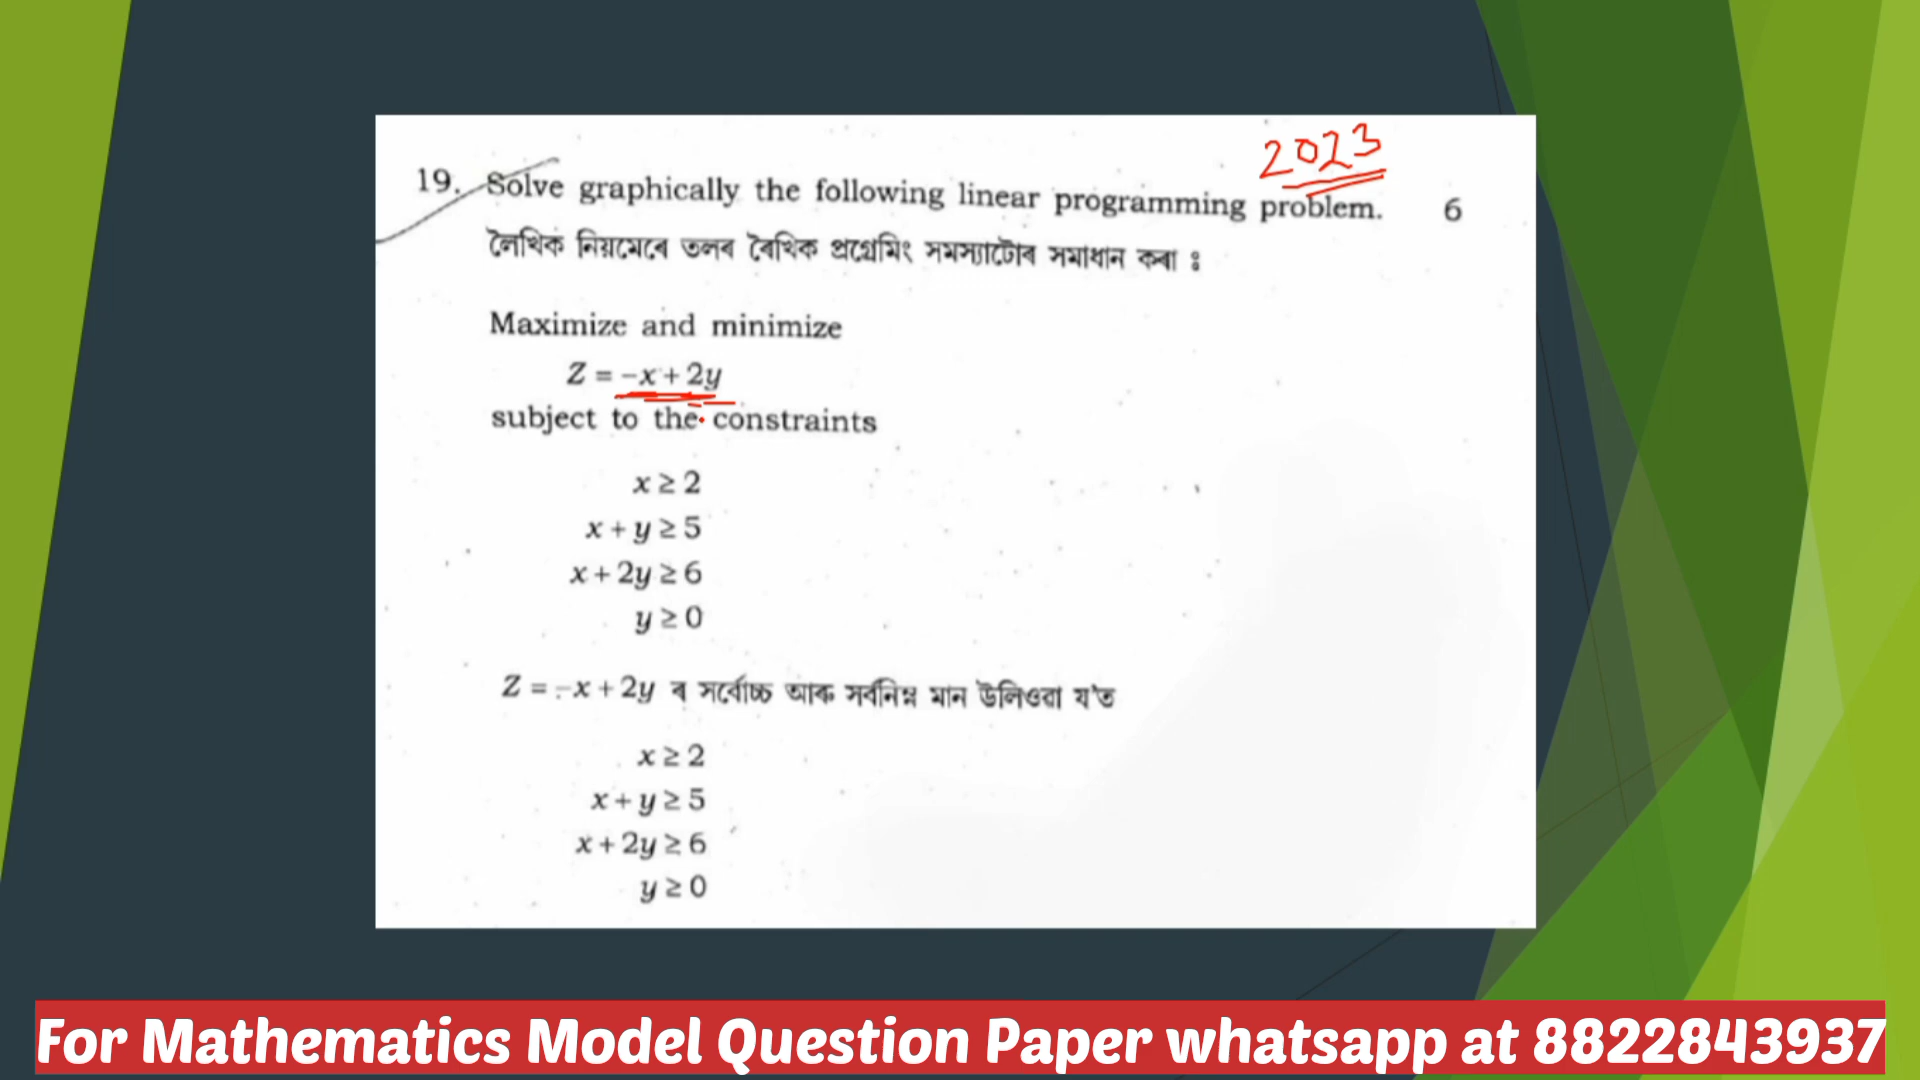 2023
19. Solve graphically the following linear programming problem. 6
লৈখিক নিয়মেৰে তলৰ ৰৈখিক প্ৰগ্ৰেমিং সমস্যাটোৰ সমাধান কৰা :
Maximize and minimize
Z = -x + 2y
subject to the constraints
x ≥ 2
x + y ≥ 5
x + 2y ≥ 6
y ≥ 0
Z = -x + 2y ৰ সৰ্বোচ্চ আৰু সৰ্বনিম্ন মান উলিওৱা য'ত
x ≥ 2
x + y ≥ 5
x + 2y ≥ 6
y ≥ 0
For Mathematics Model Question Paper whatsapp at 8822843937